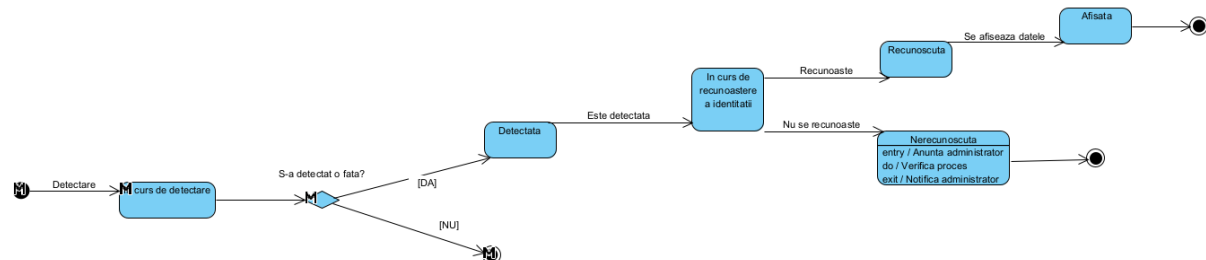 Detectare
curs de detectare
S-a detectat o fata?
[DA]
[NU]
Detectata
Este detectata
In curs de
recunoastere
a identitatii
Recunoaste
Recunoscuta
Se afiseaza datele
Afisata
Nu se recunoaste
Nerecunoscuta
entry / Anunta administrator
do / Verifica proces
exit / Notifica administrator